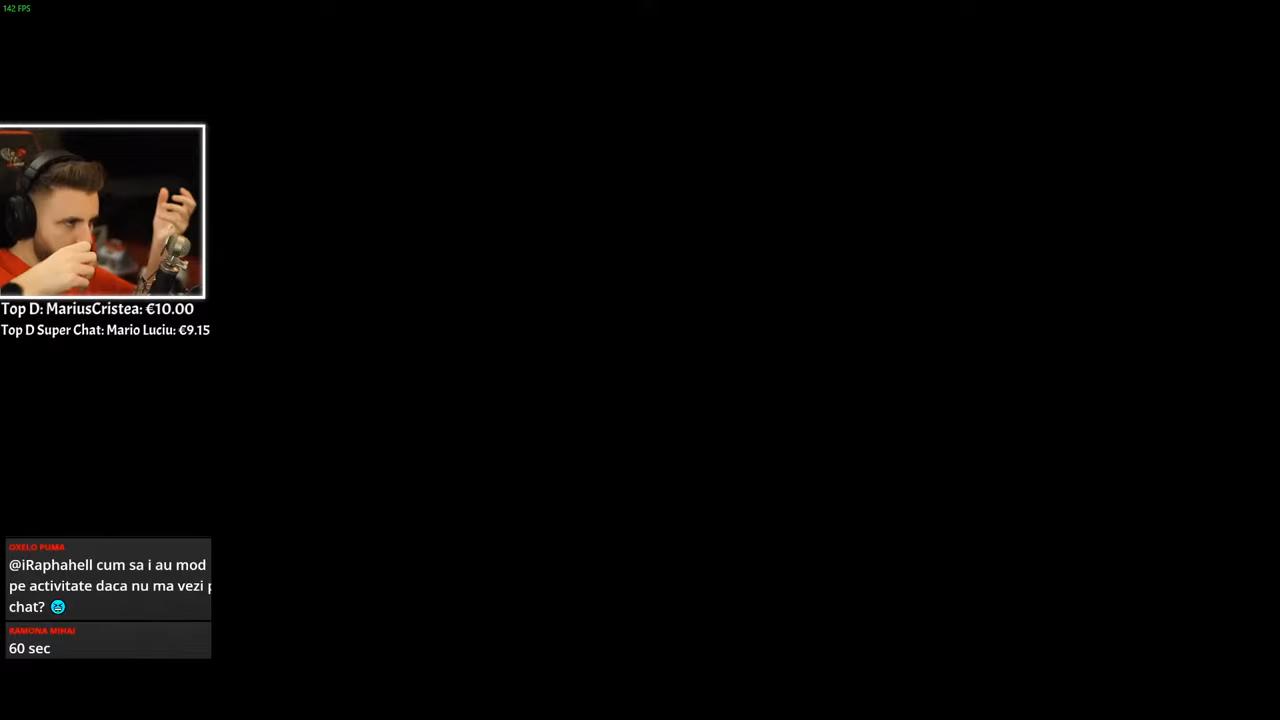 142 FPS
Top D: MariusCristea: €10.00
Top D Super Chat: Mario Luciu: €9.15
OXELO PUMA
@iRaphahell cum sa i au mod
pe activitate daca nu ma vezi p
chat?
RAMONA MIHAI
60 sec